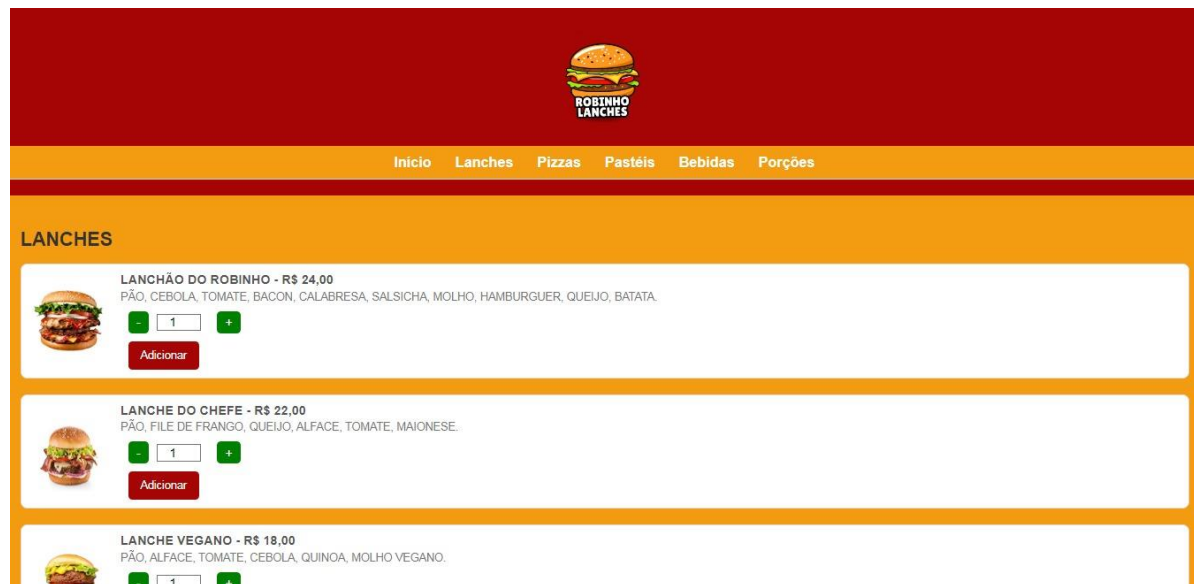 ROBINHO
LANCHES
Inicio Lanches Pizzas Pastéis Bebidas Porções
LANCHES
LANCHÃO DO ROBINHO - R$ 24,00
PÃO, CEBOLA, TOMATE, BACON, CALABRESA, SALSICHA, MOLHO, HAMBURGUER, QUEIJO, BATATA.
- 1 +
Adicionar
LANCHE DO CHEFE - R$ 22,00
PÃO, FILE DE FRANGO, QUEIJO, ALFACE, TOMATE, MAIONESE.
- 1 +
Adicionar
LANCHE VEGANO - R$ 18,00
PÃO, ALFACE, TOMATE, CEBOLA, QUINOA, MOLHO VEGANO.
- 1 +